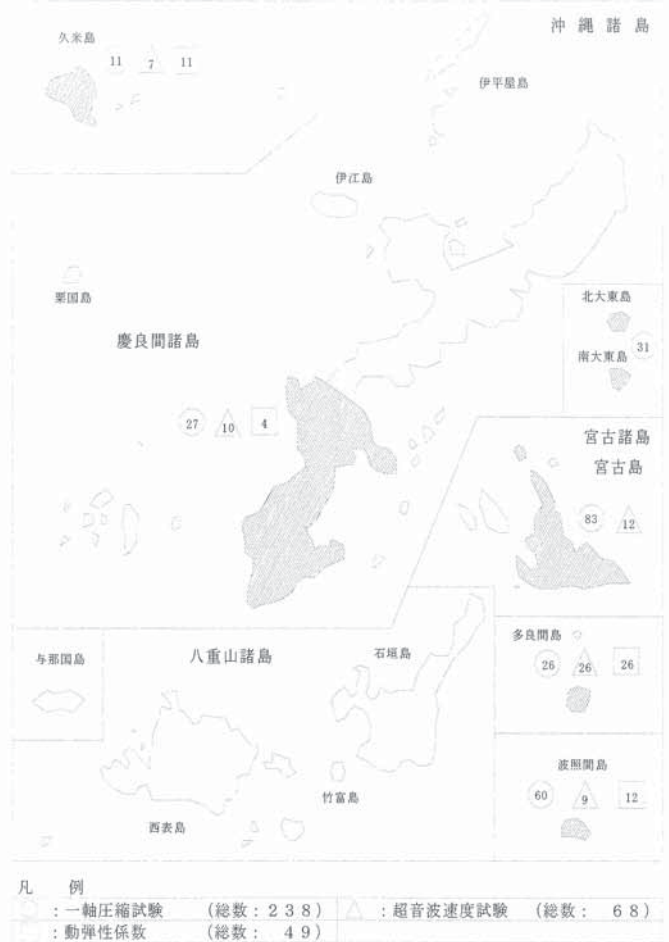 沖縄諸島
久米島
11 7 11
伊平屋島
伊江島
粟国島
北大東島
慶良間諸島
31
南大東島
27 10 4
宮古諸島
宮古島
83 12
多良間島
26 26 26
与那国島
八重山諸島
石垣島
波照間島
60 9 12
竹富島
西表島
凡 例
:一軸圧縮試験 (総数:238)
:超音波速度試験 (総数: 68)
:動弾性係数 (総数: 49)